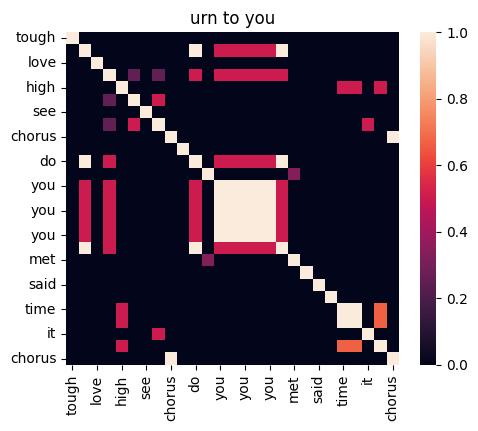 urn to you
tough
love
high
see
chorus
do
you
you
you
met
said
time
it
chorus
1.0
0.8
0.6
0.4
0.2
0.0
tough
love
high
see
chorus
do
you
you
you
met
said
time
it
chorus